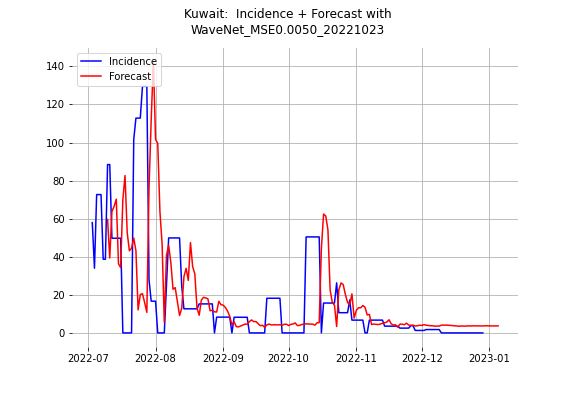 Kuwait:  Incidence + Forecast with
WaveNet_MSE0.0050_20221023
Incidence
Forecast
140
120
100
80
60
40
20
0
2022-07 2022-08 2022-09 2022-10 2022-11 2022-12 2023-01